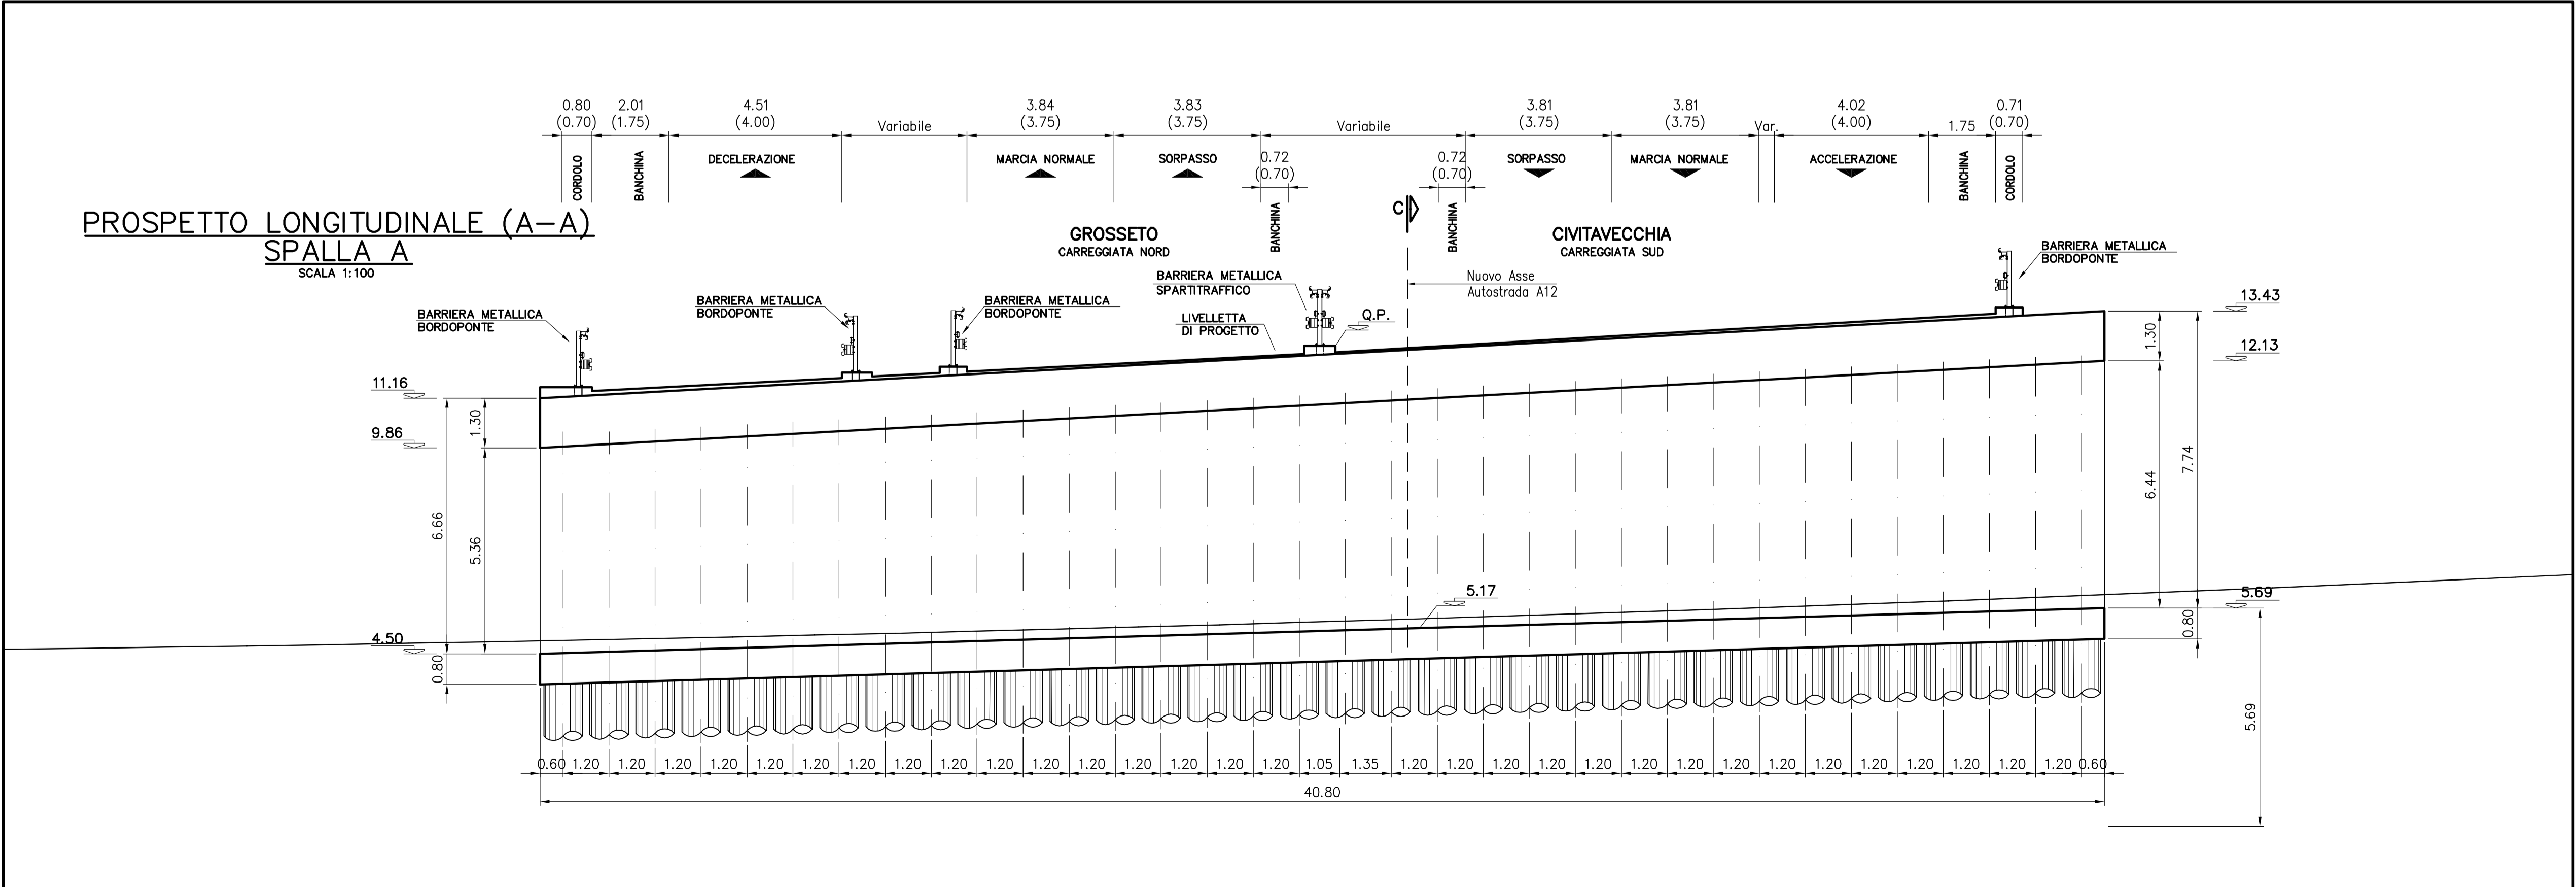 0.80 2.01 4.51 3.84 3.83 3.81 3.81 4.02 0.71
(0.70) (1.75) (4.00) Variabile (3.75) (3.75) Variabile (3.75) (3.75) Var. (4.00) 1.75 (0.70)
CORDOLO BANCHINA DECELERAZIONE MARCIA NORMALE SORPASSO 0.72 0.72 SORPASSO MARCIA NORMALE ACCELERAZIONE BANCHINA CORDOLO
(0.70) (0.70)
BANCHINA C BANCHINA
PROSPETTO LONGITUDINALE (A-A)
SPALLA A
SCALA 1:100
GROSSETO
CARREGGIATA NORD
CIVITAVECCHIA
CARREGGIATA SUD
BARRIERA METALLICA
BORDOPONTE
BARRIERA METALLICA
BORDOPONTE
BARRIERA METALLICA
BORDOPONTE
BARRIERA METALLICA
SPARTITRAFFICO
LIVELLETTA
DI PROGETTO
Q.P.
Nuovo Asse
Autostrada A12
BARRIERA METALLICA
BORDOPONTE
13.43
1.30
12.13
11.16
1.30
9.86
6.66
5.36
6.44
7.74
5.17
5.69
4.50
0.80
0.80
5.69
0.60 1.20 1.20 1.20 1.20 1.20 1.20 1.20 1.20 1.20 1.20 1.20 1.20 1.20 1.20 1.20 1.20 1.05 1.35 1.20 1.20 1.20 1.20 1.20 1.20 1.20 1.20 1.20 1.20 1.20 1.20 1.20 1.20 1.20 0.60
40.80